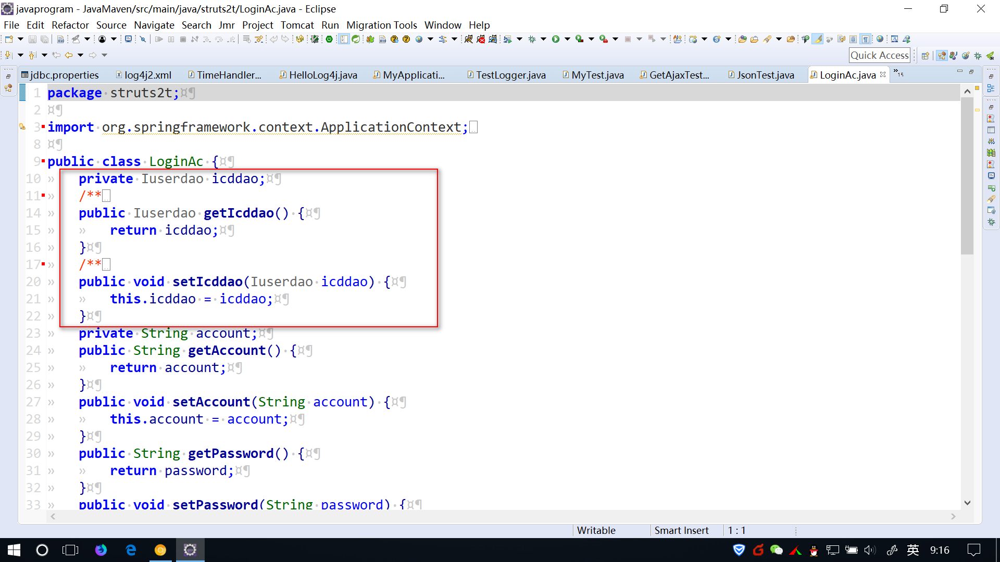 javaprogram - JavaMaven/src/main/java/struts2t/LoginAc.java - Eclipse
File Edit Refactor Source Navigate Search Jmr Project Tomcat Run Migration Tools Window Help
Quick Access
jdbc.properties log4j2.xml TimeHandler... HelloLog4j.java MyApplicati... TestLogger.java MyTest.java GetAjaxTest... JsonTest.java LoginAc.java »15
1 package·struts2t;¤¶
2 ¤¶
3 import·org.springframework.context.ApplicationContext;
8 ¤¶
9 public·class·LoginAc·{¤¶
10 » private·Iuserdao·icddao;¤¶
11 » /**
14 » public·Iuserdao·getIcddao()·{¤¶
15 » » return·icddao;¤¶
16 » }¤¶
17 » /**
20 » public·void·setIcddao(Iuserdao·icddao)·{¤¶
21 » » this.icddao·=·icddao;¤¶
22 » }¤¶
23 » private·String·account;¤¶
24 » public·String·getAccount()·{¤¶
25 » » return·account;¤¶
26 » }¤¶
27 » public·void·setAccount(String·account)·{¤¶
28 » » this.account·=·account;¤¶
29 » }¤¶
30 » public·String·getPassword()·{¤¶
31 » » return·password;¤¶
32 » }¤¶
33 » public·void·setPassword(String·password)·{¤¶
Writable Smart Insert 1 : 1
英 9:16